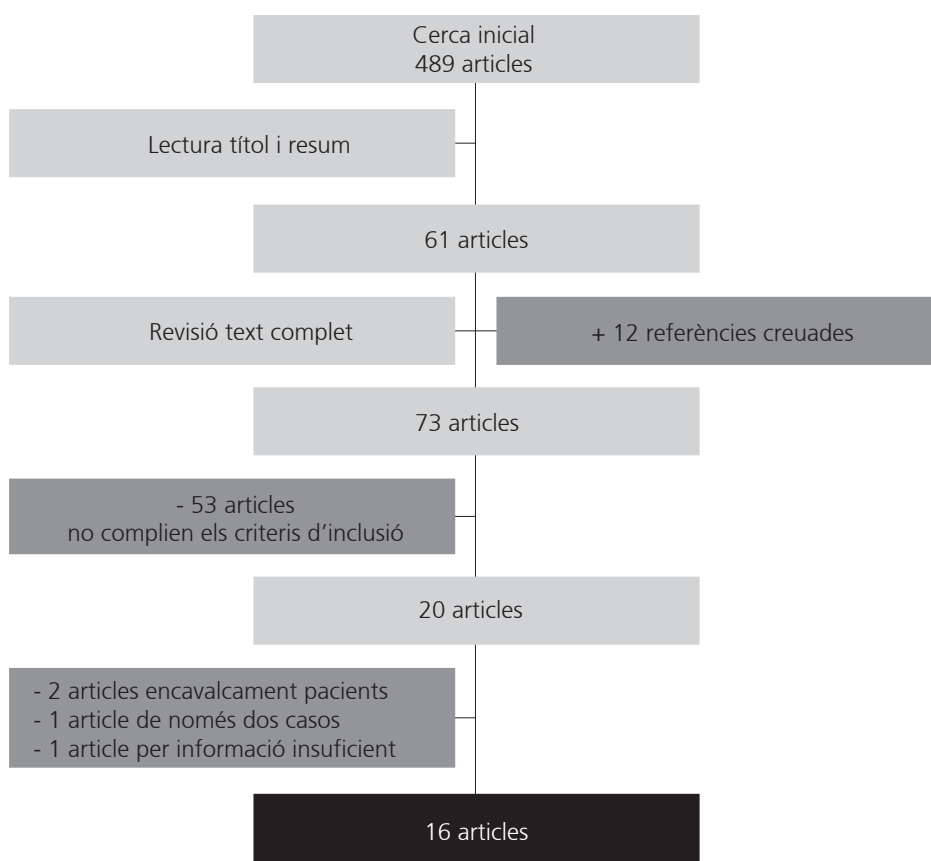 Cerca inicial
489 articles
Lectura títol i resum
61 articles
Revisió text complet
+ 12 referències creuades
73 articles
- 53 articles
no complien els criteris d’inclusió
20 articles
- 2 articles encavalcament pacients
- 1 article de només dos casos
- 1 article per informació insuficient
16 articles